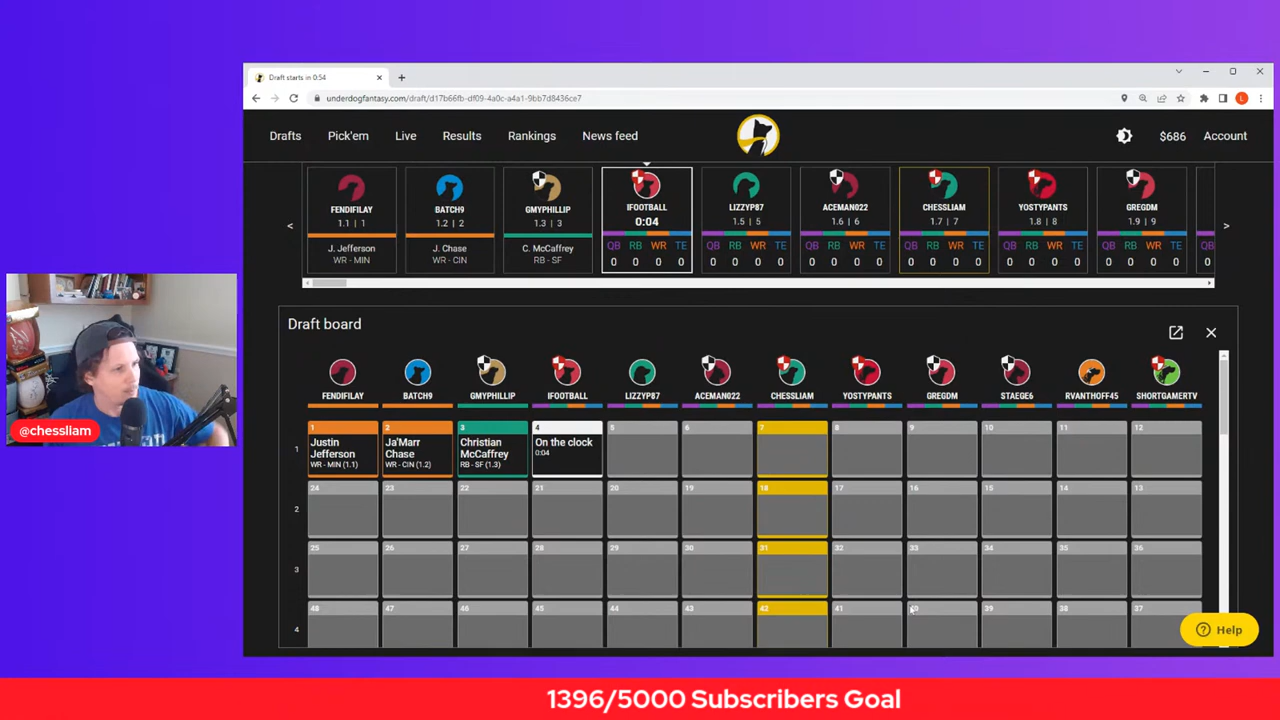 Draft starts in 0:54
underdogfantasy.com/draft/d17b66fb-df09-4a0c-a4a1-9bb7d8436ce7
Drafts Pick'em Live Results Rankings News feed $686 Account
FENDIFILAY BATCH9 GMYPHILLIP IFOOTBALL LIZZYP87 ACEMAN022 CHESSLIAM YOSTYPANTS GREGDM
1.1 | 1 1.2 | 2 1.3 | 3 0:04 1.5 | 5 1.6 | 6 1.7 | 7 1.8 | 8 1.9 | 9
J. Jefferson J. Chase C. McCaffrey QB RB WR TE QB RB WR TE QB RB WR TE QB RB WR TE QB RB WR TE QB RB WR TE QB
WR - MIN WR - CIN RB - SF 0 0 0 0 0 0 0 0 0 0 0 0 0 0 0 0 0 0 0 0 0 0 0 0 0
< >
Draft board
FENDIFILAY BATCH9 GMYPHILLIP IFOOTBALL LIZZYP87 ACEMAN022 CHESSLIAM YOSTYPANTS GREGDM STAEGE6 RVANTHOFF45 SHORTGAMERTV
1 2 3 4 5 6 7 8 9 10 11 12
1 Justin Jefferson Ja'Marr Chase Christian McCaffrey On the clock
WR - MIN (1.1) WR - CIN (1.2) RB - SF (1.3) 0:04
24 23 22 21 20 19 18 17 16 15 14 13
2
25 26 27 28 29 30 31 32 33 34 35 36
3
48 47 46 45 44 43 42 41 40 39 38 37
4
Help
@chessliam
1396/5000 Subscribers Goal